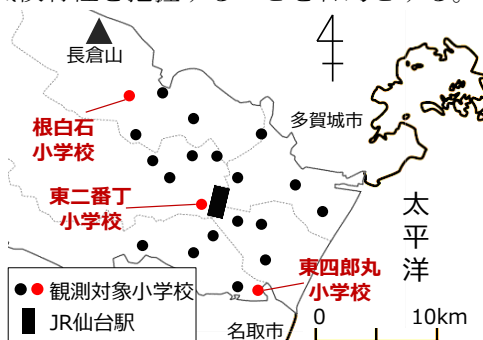 長倉山
根白石
小学校
多賀城市
東二番丁
小学校
太平洋
東四郎丸
小学校
観測対象小学校
JR仙台駅
名取市
0
10km